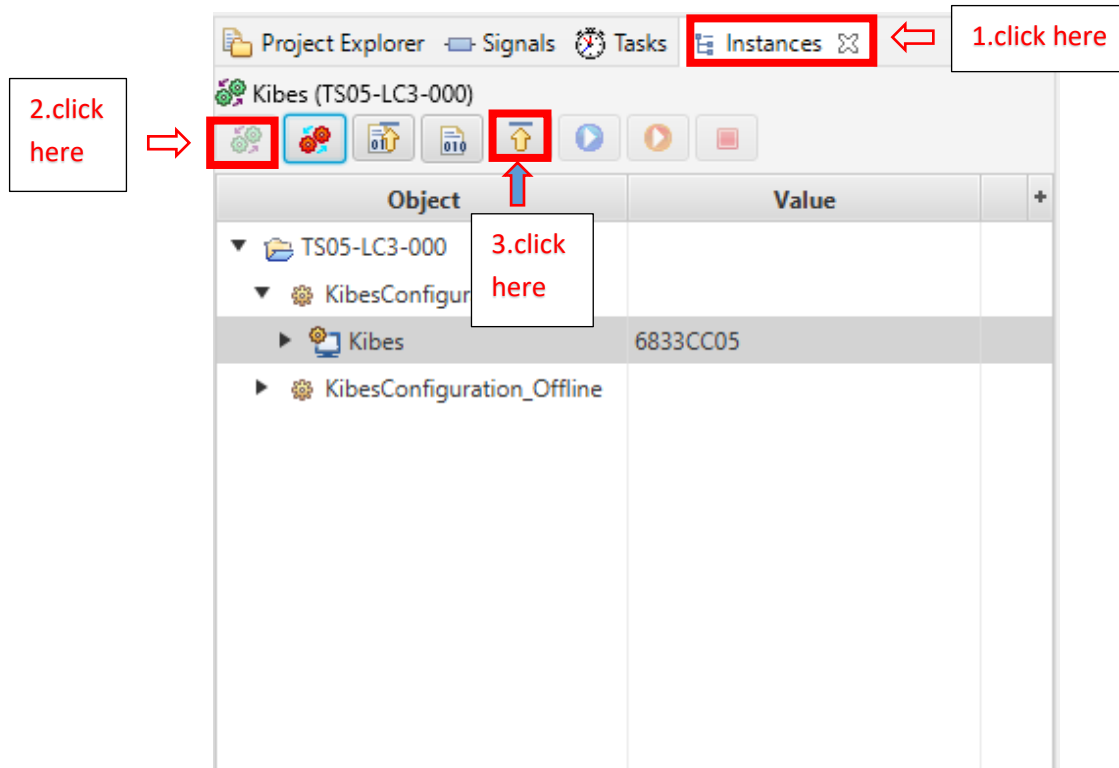 Project Explorer Signals Tasks Instances
1.click here
Kibes (TS05-LC3-000)
2.click
here
010
Object Value +
TS05-LC3-000
3.click
here
KibesConfigur
Kibes 6833CC05
KibesConfiguration_Offline